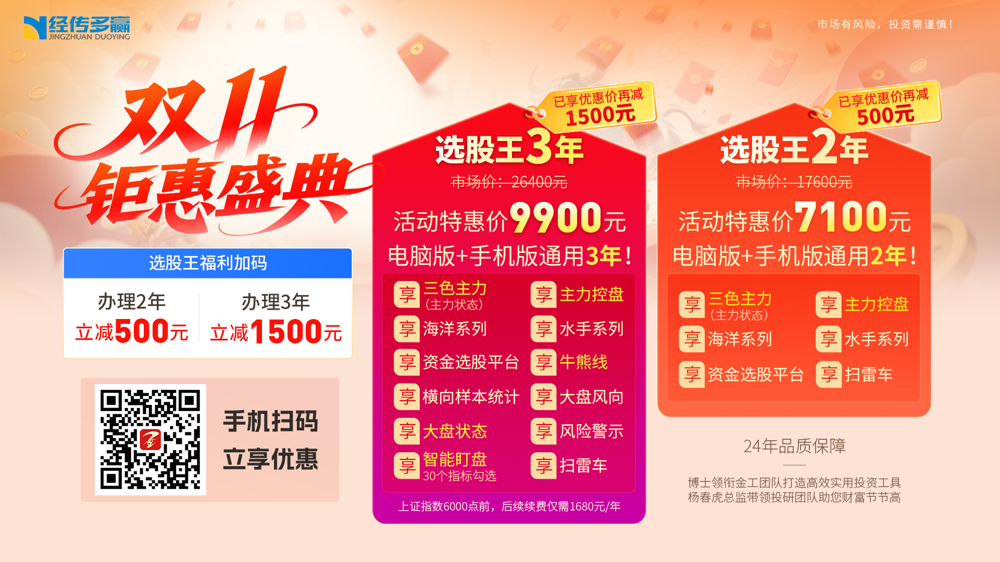 经传多赢
JINGZHUAN DUOYING
市场有风险，投资需谨慎！
双11
钜惠盛典
选股王福利加码
办理2年
立减500元
办理3年
立减1500元
手机扫码
立享优惠
已享优惠价再减
1500元
选股王3年
市场价：26400元
活动特惠价9900元
电脑版+手机版通用3年！
享 三色主力
（主力状态）
享 主力控盘
享 海洋系列
享 水手系列
享 资金选股平台
享 牛熊线
享 横向样本统计
享 大盘风向
享 大盘状态
享 风险警示
享 智能盯盘
30个指标勾选
享 扫雷车
上证指数6000点前，后续续费仅需1680元/年
已享优惠价再减
500元
选股王2年
市场价：17600元
活动特惠价7100元
电脑版+手机版通用2年！
享 三色主力
（主力状态）
享 主力控盘
享 海洋系列
享 水手系列
享 资金选股平台
享 扫雷车
24年品质保障
博士领衔金工团队打造高效实用投资工具
杨春虎总监带领投研团队助您财富节节高